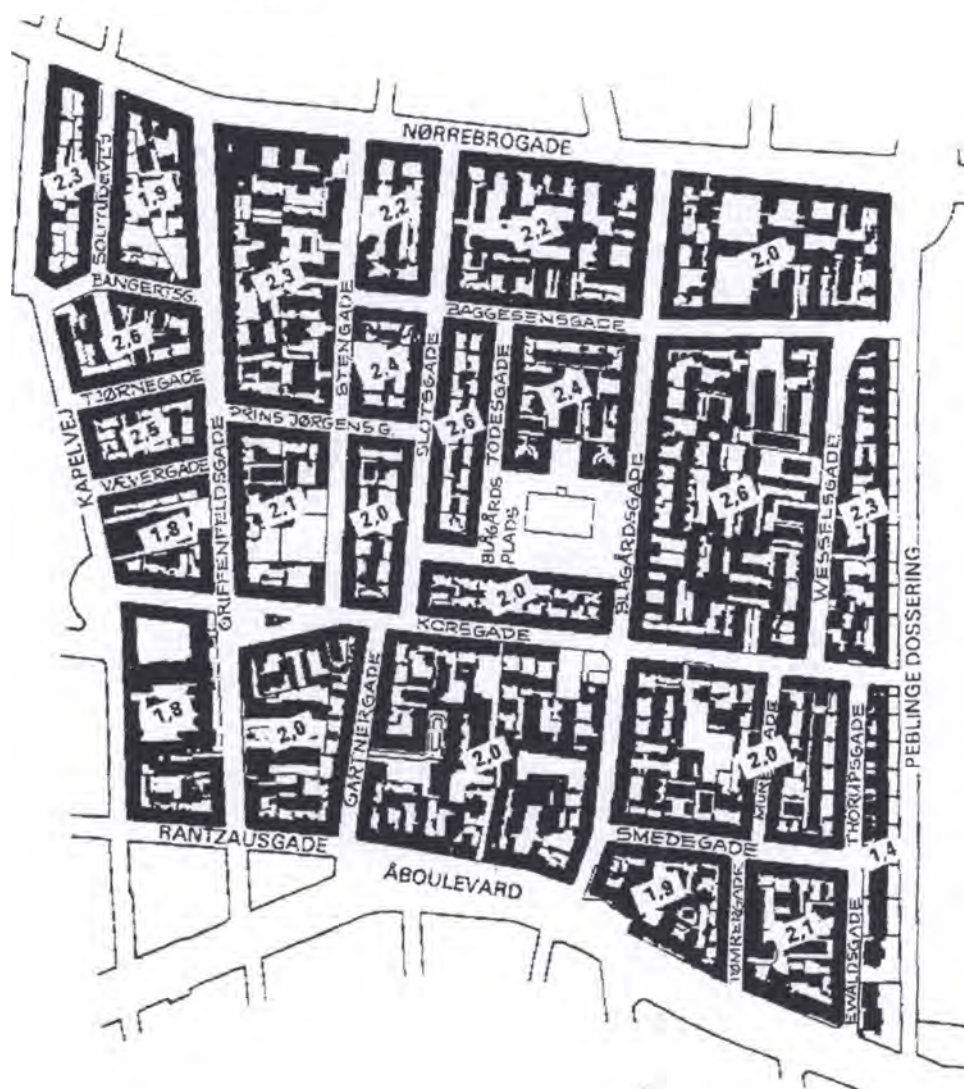 NØRREBROGADE
2,3
SOLITUDEVEJ
1,9
2,2
2,2
2,0
2,3
BANGERTSG.
STENGADE
BAGGESENSGADE
2,6
2,4
SLOTSGADE
TODESGADE
2,4
TJØRNEGADE
PRINS JØRGENSG.
2,6
KAPELVEJ
2,5
VÆVERGADE
GRIFFENFELDSGADE
2,1
2,0
BLÅGÅRDS
PLADS
BLÅGÅRDSGADE
2,6
WESSELSGADE
2,3
1,8
2,0
KORSGADE
PEBLINGE DOSSERING
1,8
2,0
GARTNERGADE
2,0
2,0
THORUPSGADE
RANTZAUSGADE
SMEDEGADE
1,4
ÅBOULEVARD
1,9
TØMRERGADE
2,1
EWALDSGADE